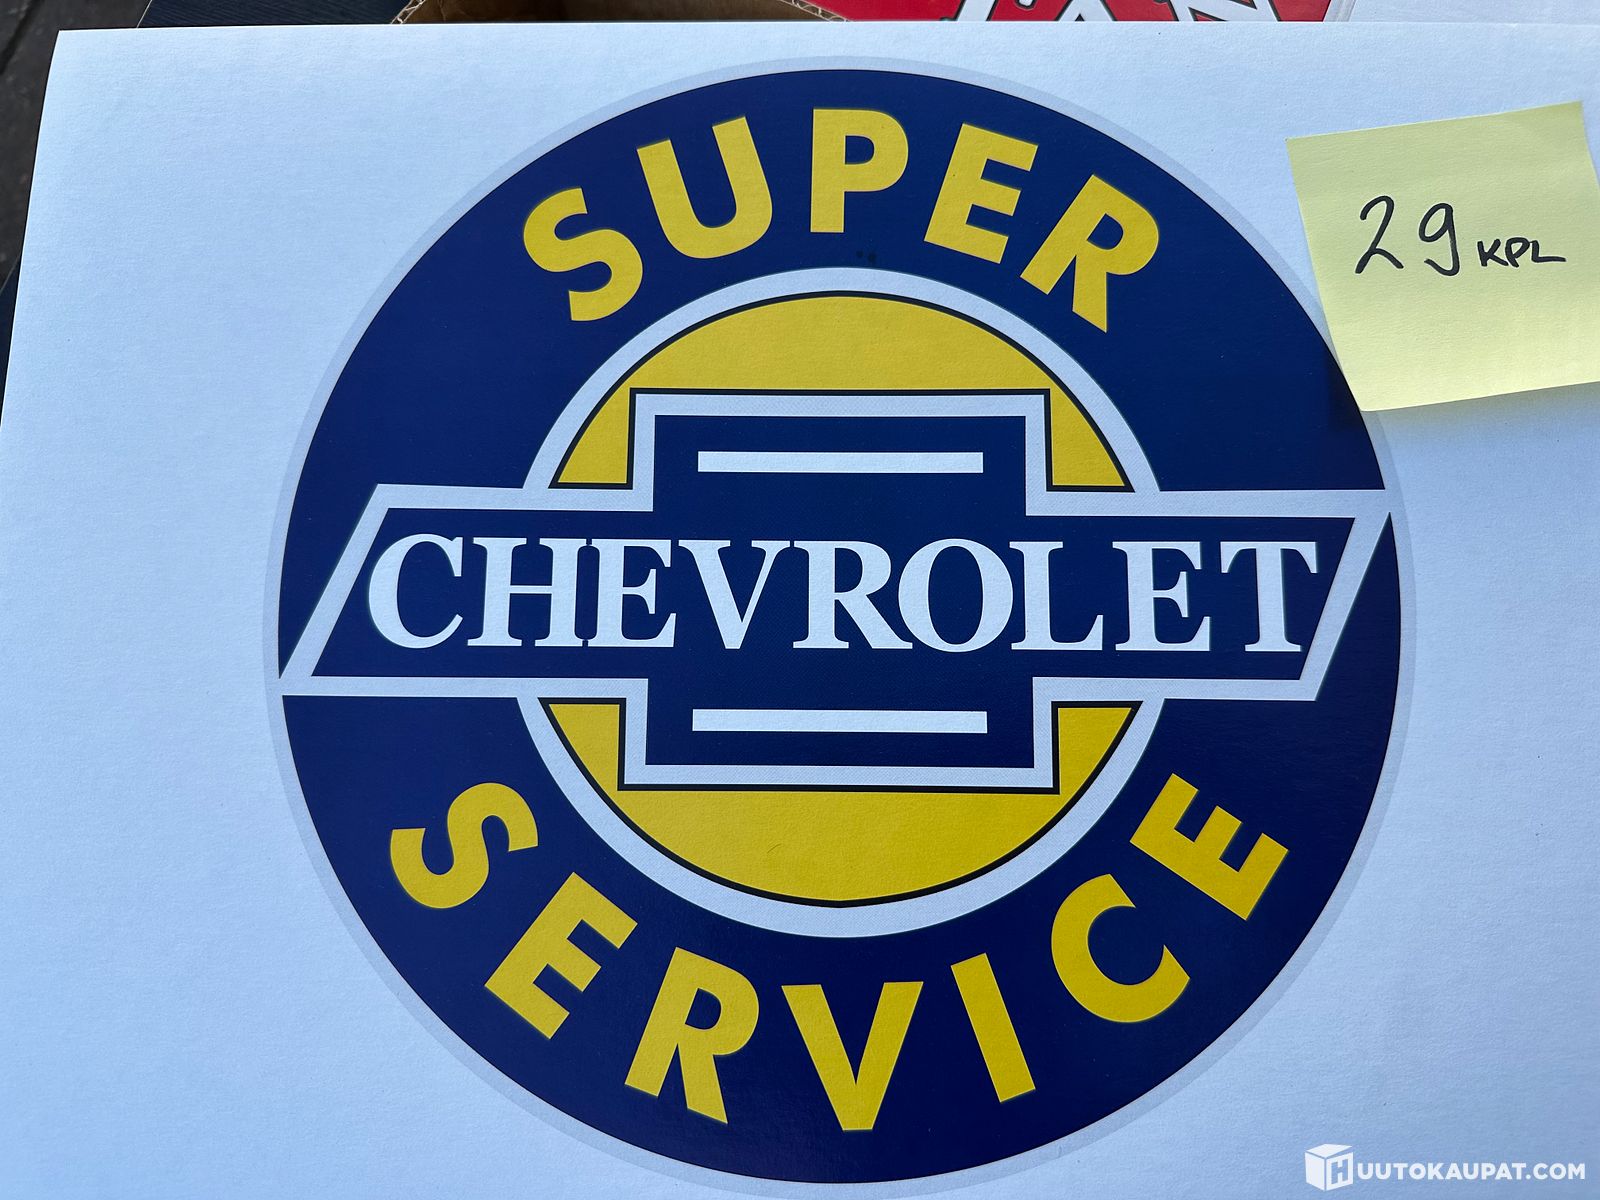 SUPER
29 KPL
CHEVROLET
SERVICE
HUUTOKAUPAT.COM